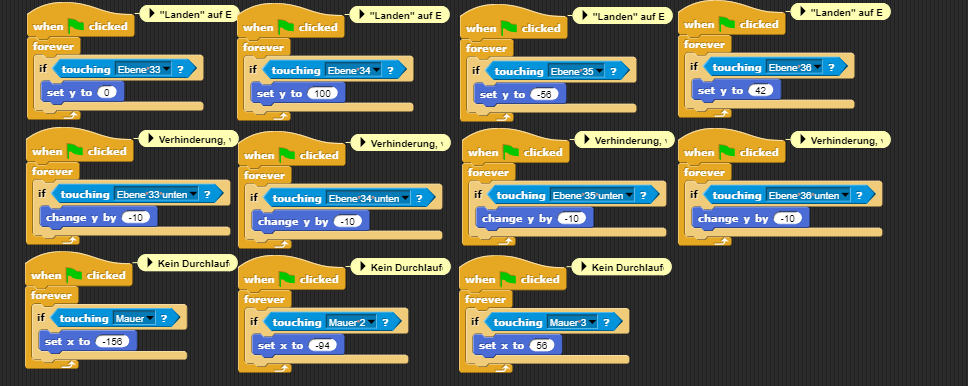 when clicked
"Landen" auf E
forever
if touching Ebene 33 ?
set y to 0
when clicked
"Landen" auf E
forever
if touching Ebene 34 ?
set y to 100
when clicked
"Landen" auf E
forever
if touching Ebene 35 ?
set y to -56
when clicked
"Landen" auf E
forever
if touching Ebene 36 ?
set y to 42
when clicked
Verhinderung,
forever
if touching Ebene 33 unten ?
change y by -10
when clicked
Verhinderung,
forever
if touching Ebene 34 unten ?
change y by -10
when clicked
Verhinderung,
forever
if touching Ebene 35 unten ?
change y by -10
when clicked
Verhinderung,
forever
if touching Ebene 36 unten ?
change y by -10
when clicked
Kein Durchlauf
forever
if touching Mauer ?
set x to -156
when clicked
Kein Durchlauf
forever
if touching Mauer 2 ?
set x to -94
when clicked
Kein Durchlauf
forever
if touching Mauer 3 ?
set x to 56